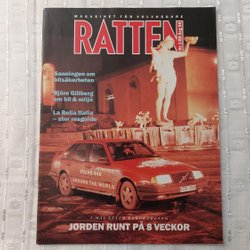 MAGASINET FÖR VOLVOÄGARE
RATTEN
Sanningen om
bilsäkerheten
Björn Gillberg
om bil & miljö
La Bella Italia
– stor reseguide
VOLVO 440
AROUND THE WORLD
JORDEN RUNT PÅ 8 VECKOR